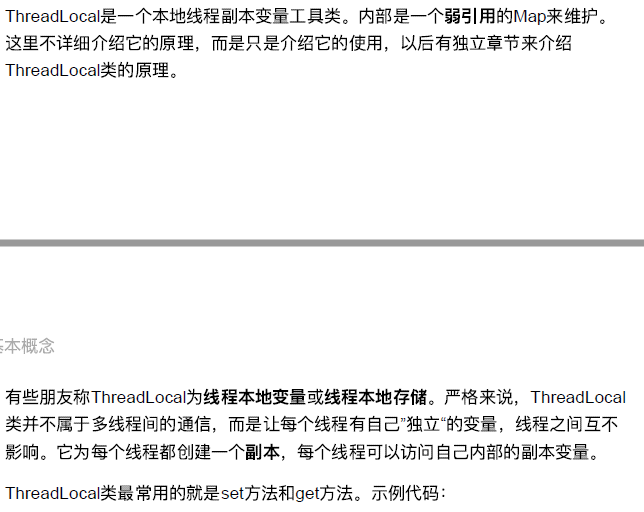 ThreadLocal是一个本地线程副本变量工具类。内部是一个弱引用的Map来维护。
这里不详细介绍它的原理，而是只是介绍它的使用，以后有独立章节来介绍
ThreadLocal类的原理。
基本概念
有些朋友称ThreadLocal为线程本地变量或线程本地存储。严格来说，ThreadLocal
类并不属于多线程间的通信，而是让每个线程有自己”独立“的变量，线程之间互不
影响。它为每个线程都创建一个副本，每个线程可以访问自己内部的副本变量。
ThreadLocal类最常用的就是set方法和get方法。示例代码：